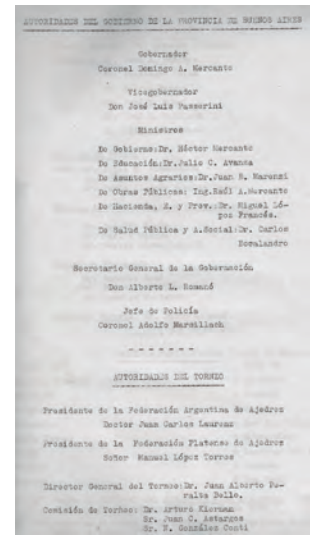 AUTORIDADES DEL GOBIERNO DE LA PROVINCIA DE BUENOS AIRES
Gobernador
Coronel Domingo A. Mercante
Vicegobernador
Don José Luis Passerini
Ministros
De Gobierno:Dr. Héctor Mercante
De Educación:Dr.Julio C. Avanza
De Asuntos Agrarios:Dr.Juan B. Marenzi
De Obras Públicas: Ing.Raúl A.Mercante
De Hacienda, E. y Prev.:Dr. Miguel Ló-
pez Francés.
De Salud Pública y A.Social:Dr. Carlos
Boralandro
Secretario General de la Gobernación
Don Alberto L. Romanó
Jefe de Policía
Coronel Adolfo Marsillach
- - - - - - -
AUTORIDADES DEL TORNEO
Presidente de la Federación Argentina de Ajedrez
Doctor Juan Carlos Laurenz
Presidente de la Federación Platense de Ajedrez
Señor Manuel López Torres
Director General del Torneo:Dr. Juan Alberto Pe-
ralta Bello.
Comisión de Torneo: Dr. Arturo Kiernan
Sr. Juan C. Astarges
Sr. N. González Conti